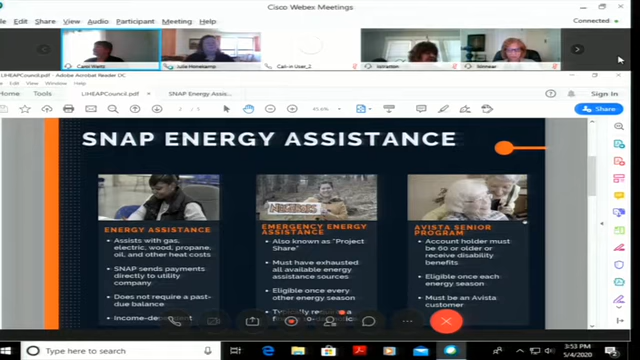 Cisco Webex Meetings
Edit Share View Audio Participant Meeting Help
Connected
Carol Weltz
Julie Honekamp
Call-in User_2
LIHEAPCouncil.pdf - Adobe Acrobat Reader DC
Edit View Window Help
Home Tools LIHEAPCouncil.pdf SNAP Energy Assis...
Sign In
Share
SNAP ENERGY ASSISTANCE
ENERGY ASSISTANCE
Assists with gas,
electric, wood, propane,
oil, and other heat costs
SNAP sends payments
directly to utility
company
Does not require a past-
due balance
EMERGENCY ENERGY
ASSISTANCE
Also known as "Project
Share"
Must have exhausted
all available energy
assistance sources
Eligible once every
other energy season
Typically require a
AVISTA SENIOR
PROGRAM
Account holder must
be 60 or older or
receive disability
benefits
Eligible once each
energy season
Must be an Avista
customer
Type here to search
3:53 PM
5/4/2020